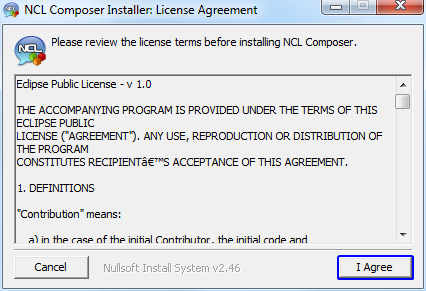 NCL Composer Installer: License Agreement
NCL
Please review the license terms before installing NCL Composer.
Eclipse Public License - v 1.0
THE ACCOMPANYING PROGRAM IS PROVIDED UNDER THE TERMS OF THIS
ECLIPSE PUBLIC
LICENSE ("AGREEMENT"). ANY USE, REPRODUCTION OR DISTRIBUTION OF
THE PROGRAM
CONSTITUTES RECIPIENTâ€™S ACCEPTANCE OF THIS AGREEMENT.
1. DEFINITIONS
"Contribution" means:
a) in the case of the initial Contributor, the initial code and
Cancel
Nullsoft Install System v2.46
I Agree